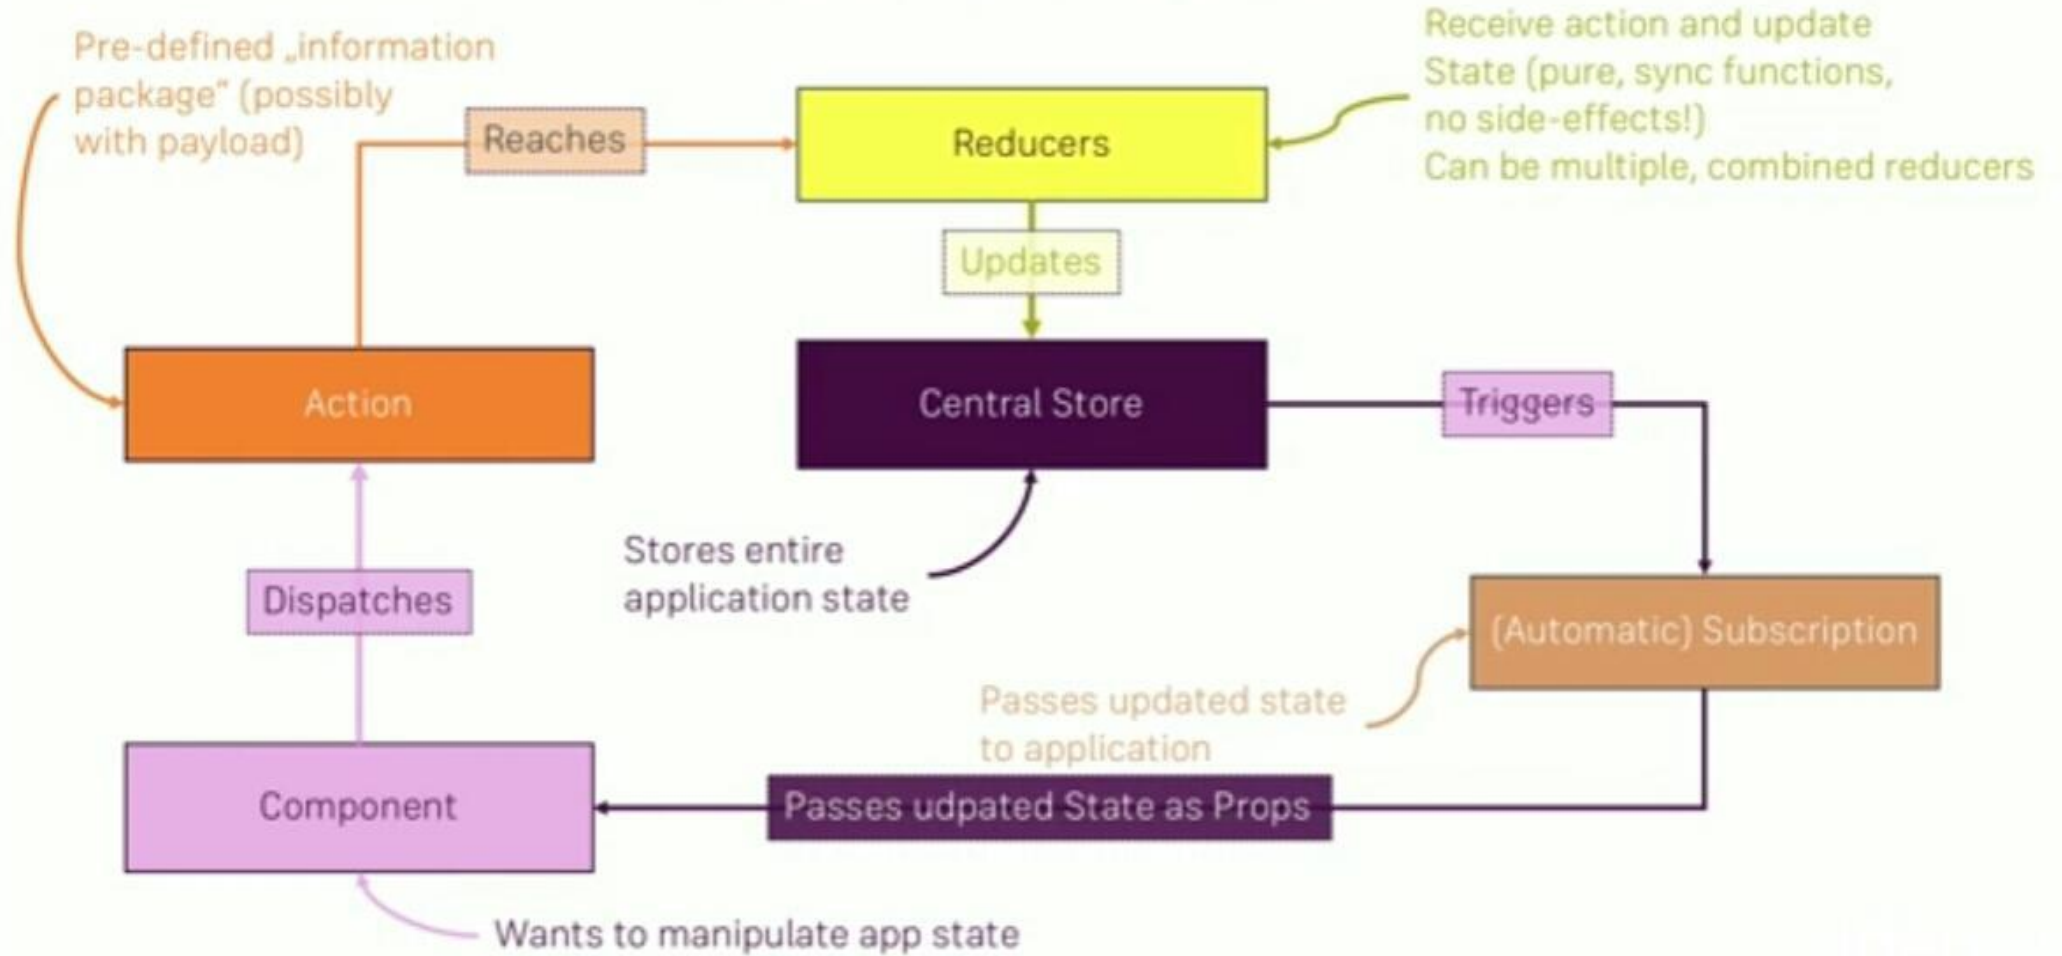 Pre-defined „information
package“ (possibly
with payload)
Reaches
Reducers
Receive action and update
State (pure, sync functions,
no side-effects!)
Can be multiple, combined reducers
Updates
Action
Central Store
Triggers
Stores entire
application state
Dispatches
(Automatic) Subscription
Passes updated state
to application
Component
Passes udpated State as Props
Wants to manipulate app state